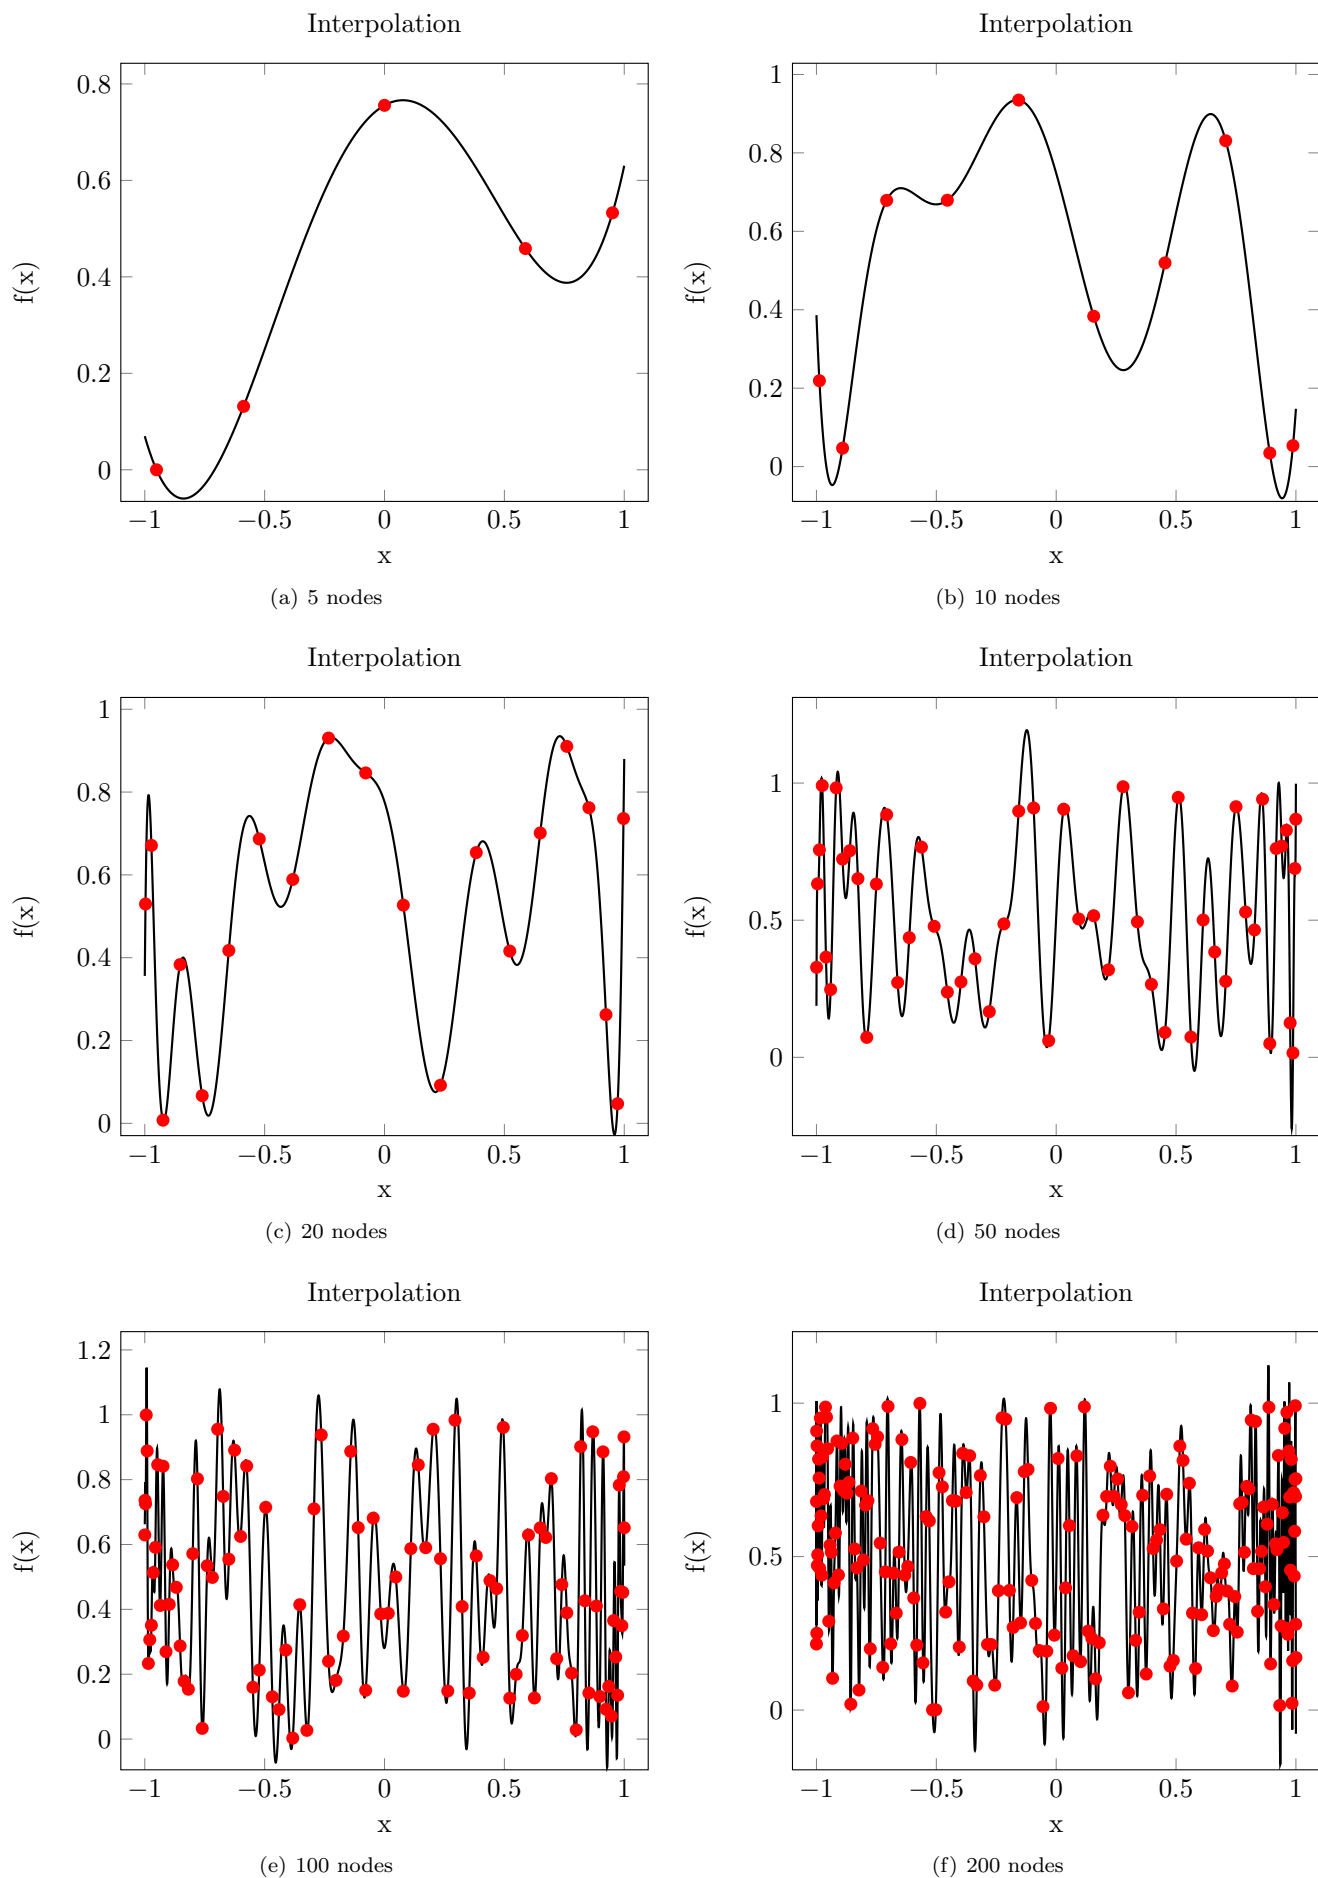 Interpolation
0.8
0.6
0.4
0.2
0
f(x)
−1 −0.5 0 0.5 1
x
(a) 5 nodes
Interpolation
1
0.8
0.6
0.4
0.2
0
f(x)
−1 −0.5 0 0.5 1
x
(b) 10 nodes
Interpolation
1
0.8
0.6
0.4
0.2
0
f(x)
−1 −0.5 0 0.5 1
x
(c) 20 nodes
Interpolation
1
0.5
0
f(x)
−1 −0.5 0 0.5 1
x
(d) 50 nodes
Interpolation
1.2
1
0.8
0.6
0.4
0.2
0
f(x)
−1 −0.5 0 0.5 1
x
(e) 100 nodes
Interpolation
1
0.5
0
f(x)
−1 −0.5 0 0.5 1
x
(f) 200 nodes